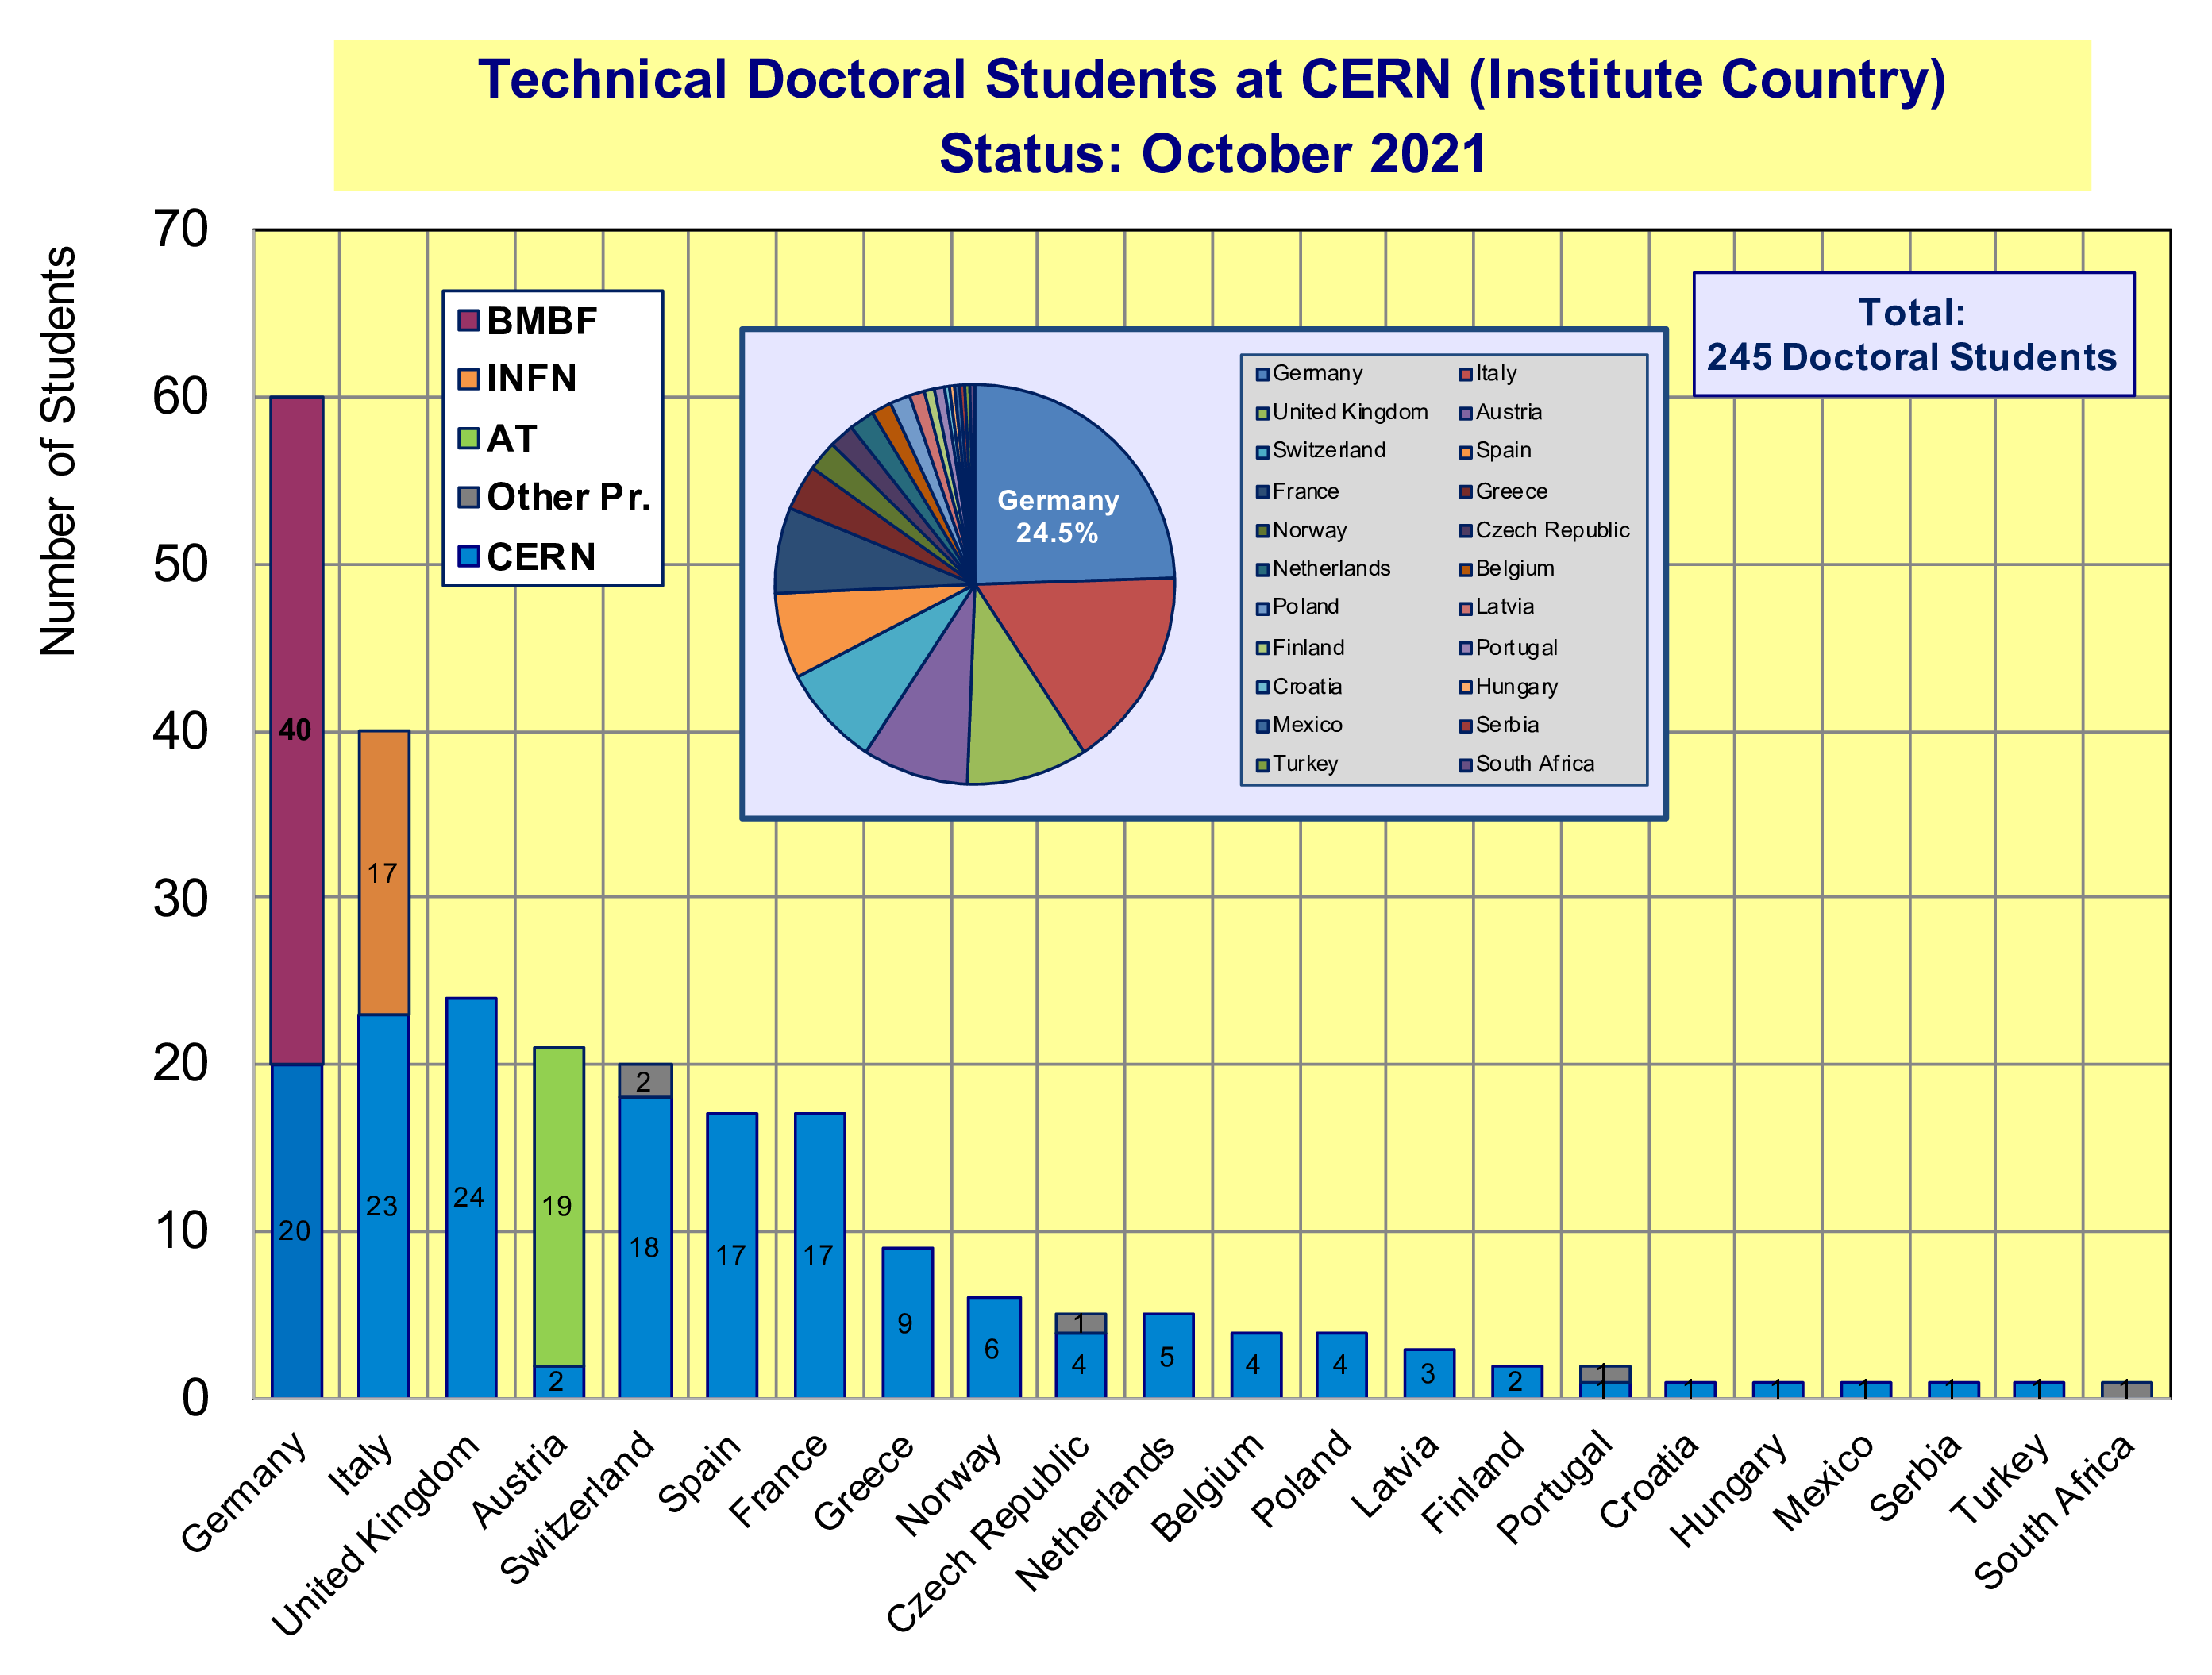 Technical Doctoral Students at CERN (Institute Country)
Status: October 2021
Number of Students
70
60
50
40
30
20
10
0
BMBF
INFN
AT
Other Pr.
CERN
Germany
24.5%
Germany Italy
United Kingdom Austria
Switzerland Spain
France Greece
Norway Czech Republic
Netherlands Belgium
Poland Latvia
Finland Portugal
Croatia Hungary
Mexico Serbia
Turkey South Africa
Total:
245 Doctoral Students
40
20
17
23
24
19
2
2
18
17
17
9
6
1
4
5
4
4
3
2
1
1
1
1
1
1
1
1
Germany
Italy
United Kingdom
Austria
Switzerland
Spain
France
Greece
Norway
Czech Republic
Netherlands
Belgium
Poland
Latvia
Finland
Portugal
Croatia
Hungary
Mexico
Serbia
Turkey
South Africa